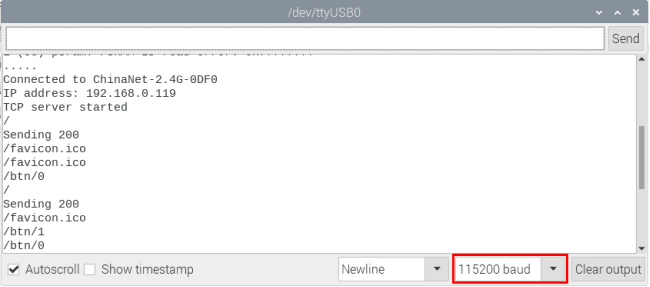 /dev/ttyUSB0
Send
.....
Connected to ChinaNet-2.4G-0DF0
IP address: 192.168.0.119
TCP server started
/
Sending 200
/favicon.ico
/favicon.ico
/btn/0
/
Sending 200
/favicon.ico
/btn/1
/btn/0
Autoscroll Show timestamp Newline 115200 baud Clear output